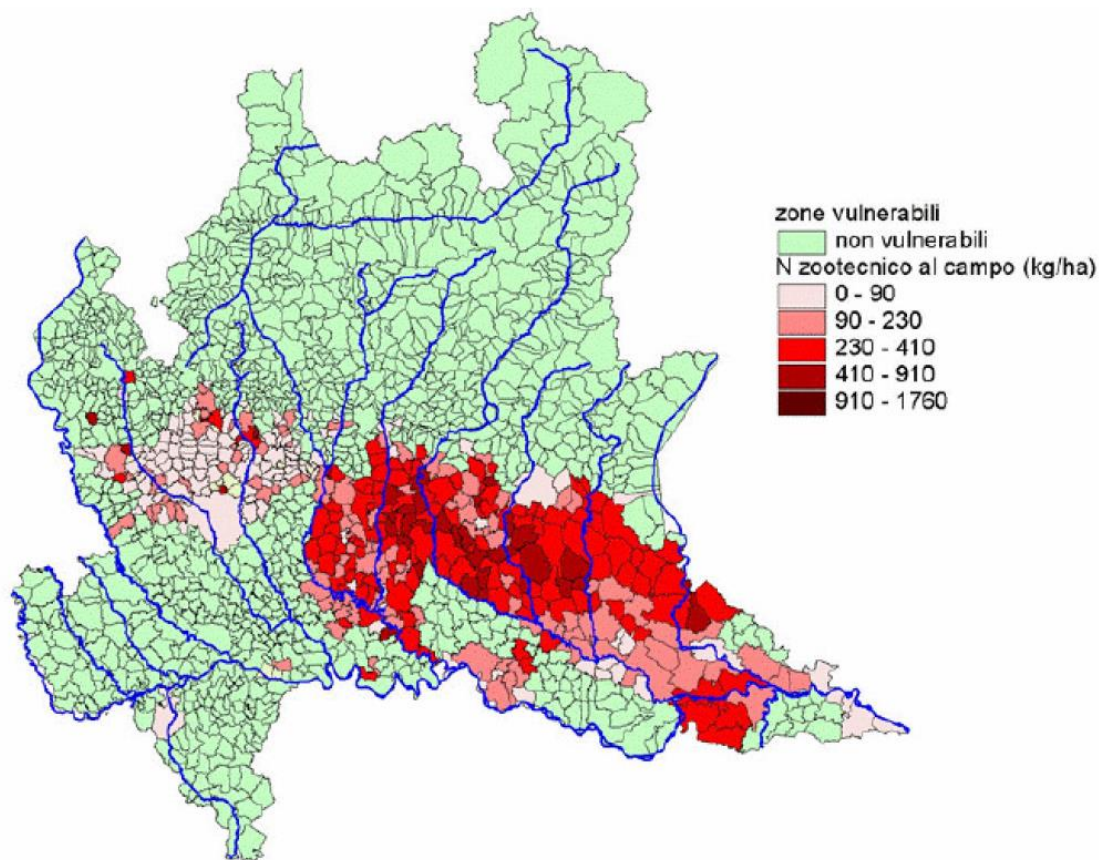 zone vulnerabili
non vulnerabili
N zootecnico al campo (kg/ha)
0 - 90
90 - 230
230 - 410
410 - 910
910 - 1760